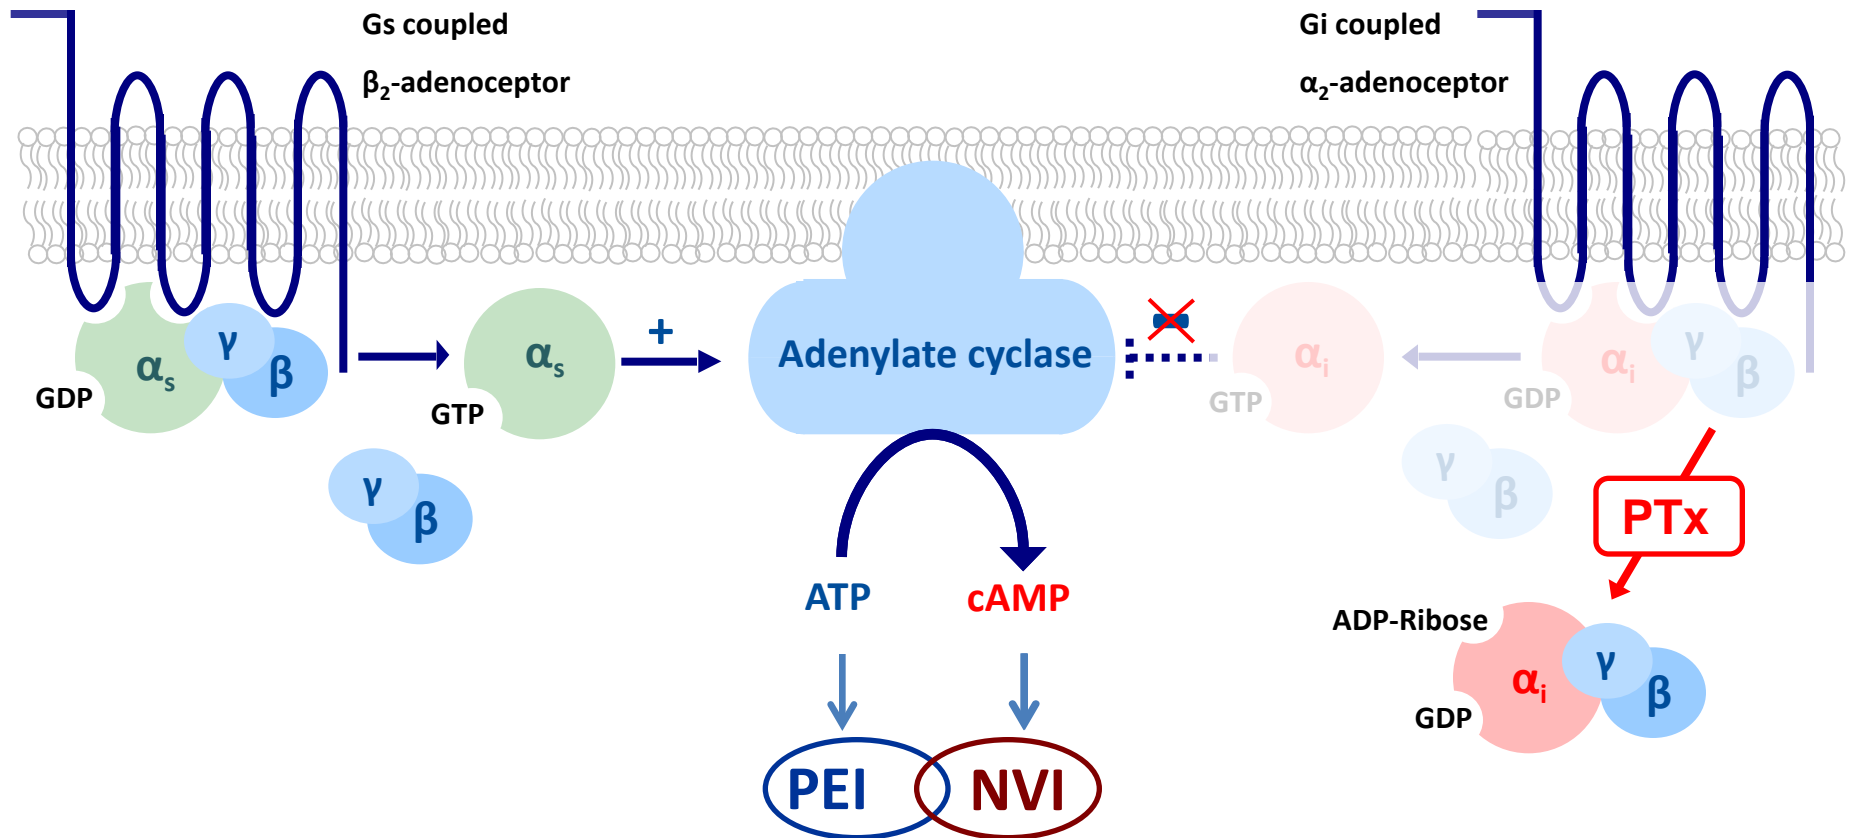 Gs coupled
β₂-adenoceptor
Gi coupled
α₂-adenoceptor
αs
γ
β
GDP
αs
GTP
+
Adenylate cyclase
αi
GTP
αi
γ
β
GDP
γ
β
γ
β
PTx
ATP
cAMP
ADP-Ribose
αi
γ
β
GDP
PEI
NVI